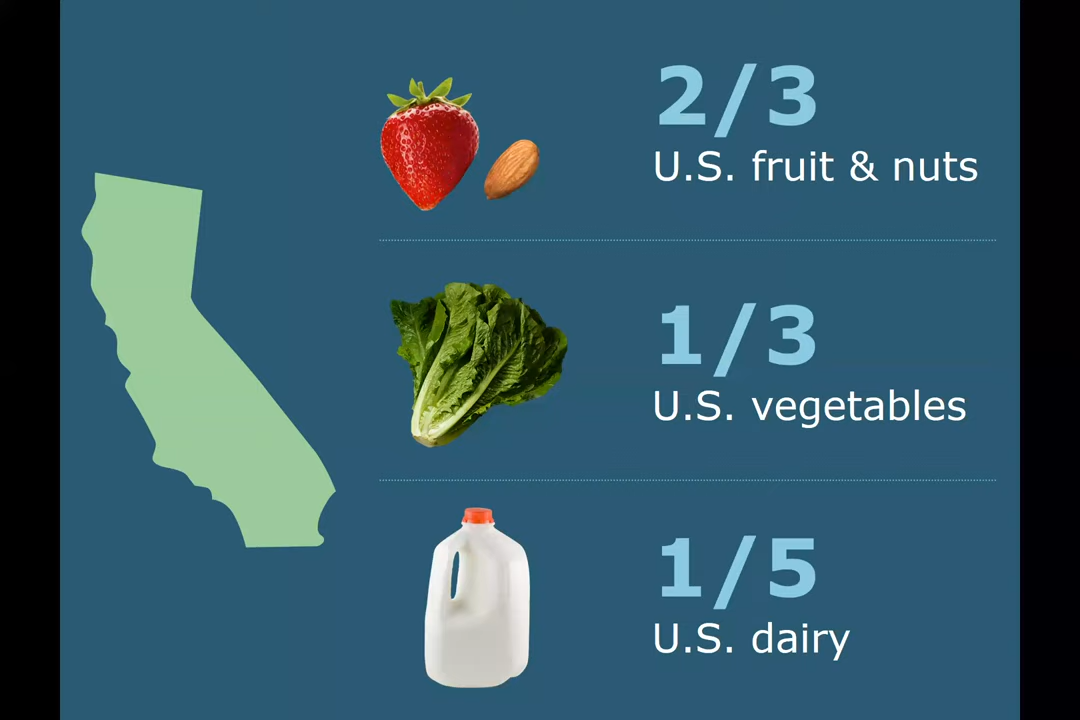 2/3
U.S. fruit & nuts
1/3
U.S. vegetables
1/5
U.S. dairy